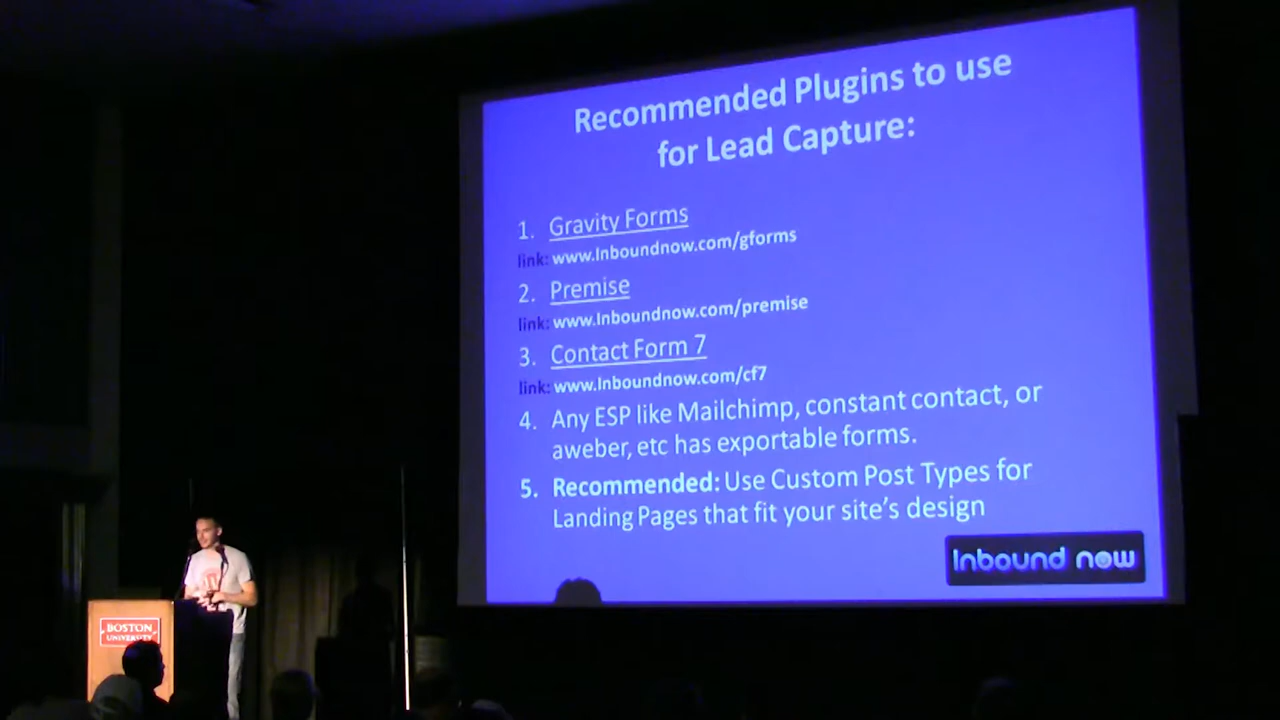 Recommended Plugins to use
for Lead Capture:
1. Gravity Forms
link: www.Inboundnow.com/gforms
2. Premise
link: www.Inboundnow.com/premise
3. Contact Form 7
link: www.Inboundnow.com/cf7
4. Any ESP like Mailchimp, constant contact, or
aweber, etc has exportable forms.
5. Recommended: Use Custom Post Types for
Landing Pages that fit your site's design
Inbound now
BOSTON
UNIVERSITY